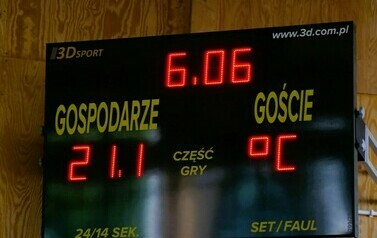 www.3d.com.pl
3D SPORT
6.06
GOSPODARZE
GOŚCIE
21.1
CZĘŚĆ
GRY
°C
24/14 SEK.
SET/FAUL